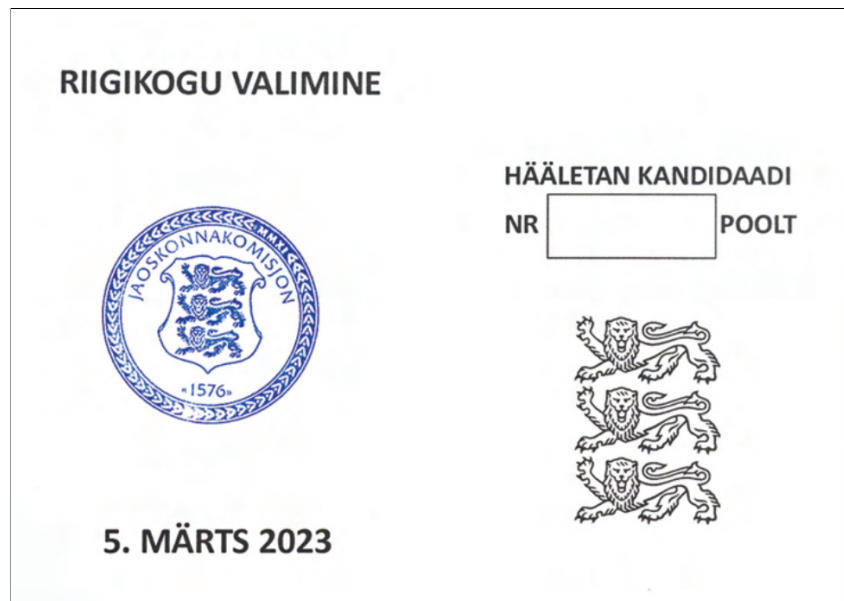 RIIGIKOGU VALIMINE
HÄÄLETAN KANDIDAADI
NR
POOLT
MMXI
JAOSKONNAKOMISJON
«1576»
5. MÄRTS 2023